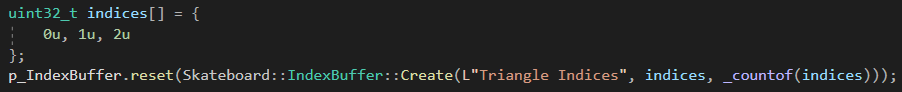 uint32_t indices[] = {
0u, 1u, 2u
};
p_IndexBuffer.reset(Skateboard::IndexBuffer::Create(L"Triangle Indices", indices, _countof(indices)));